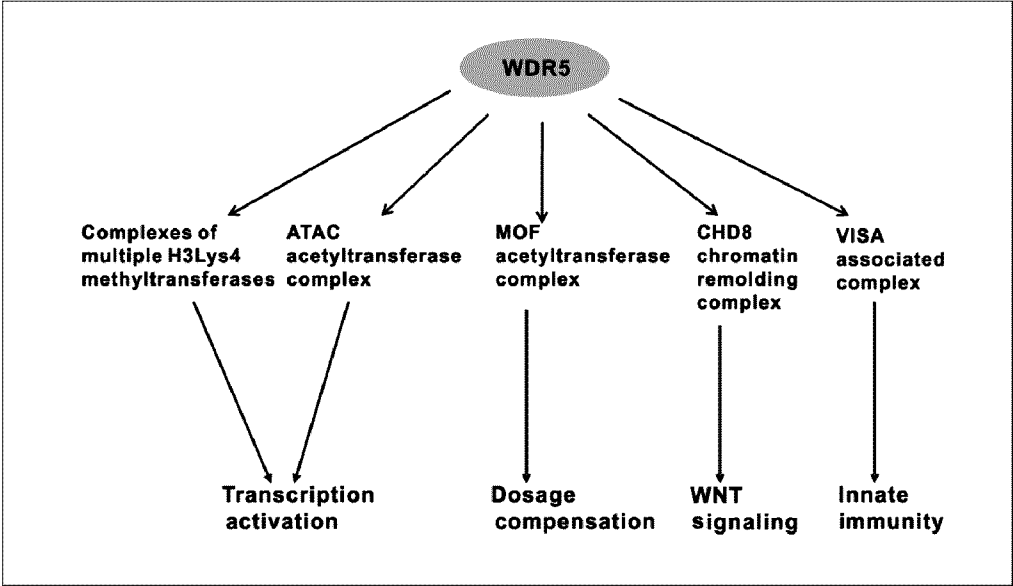 WDR5
Complexes of
multiple H3Lys4
methyltransferases
ATAC
acetyltransferase
complex
MOF
acetyltransferase
complex
CHD8
chromatin
remolding
complex
VISA
associated
complex
Transcription
activation
Dosage
compensation
WNT
signaling
Innate
immunity